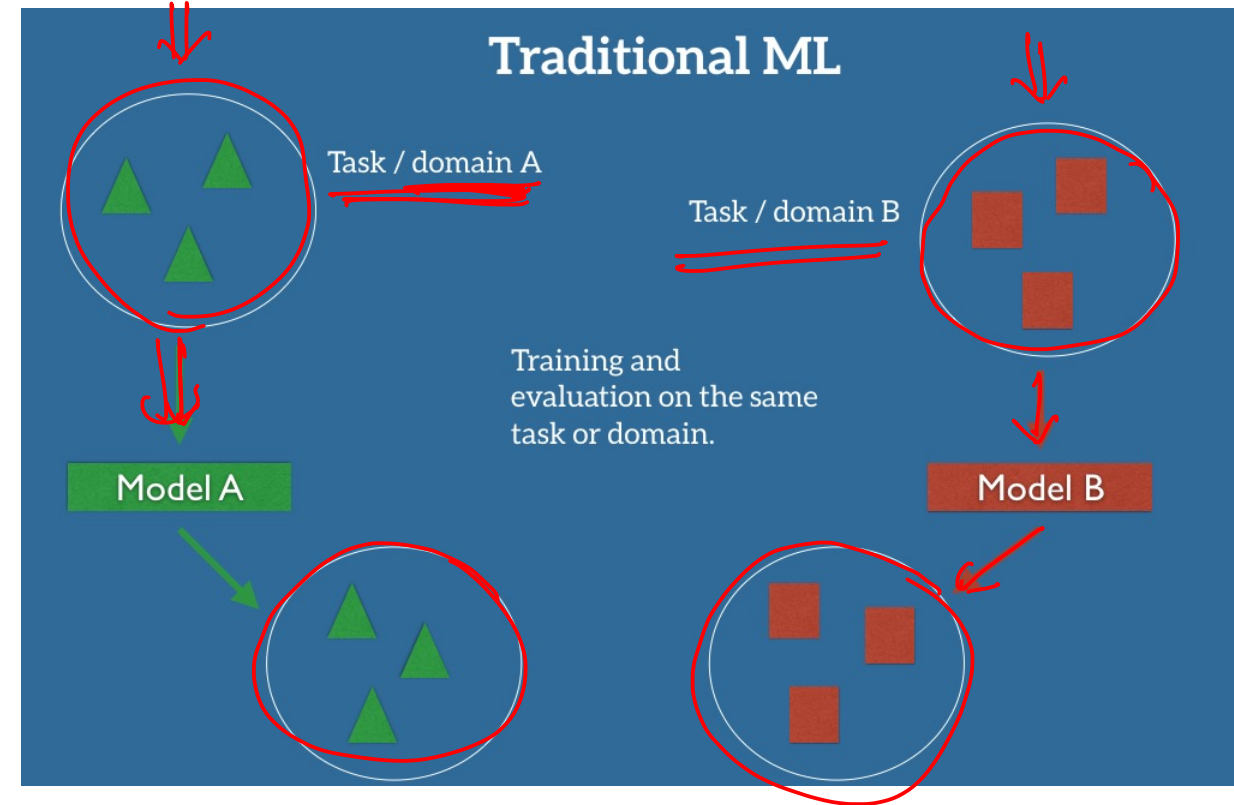 Traditional ML
Task / domain A
Task / domain B
Training and
evaluation on the same
task or domain.
Model A
Model B